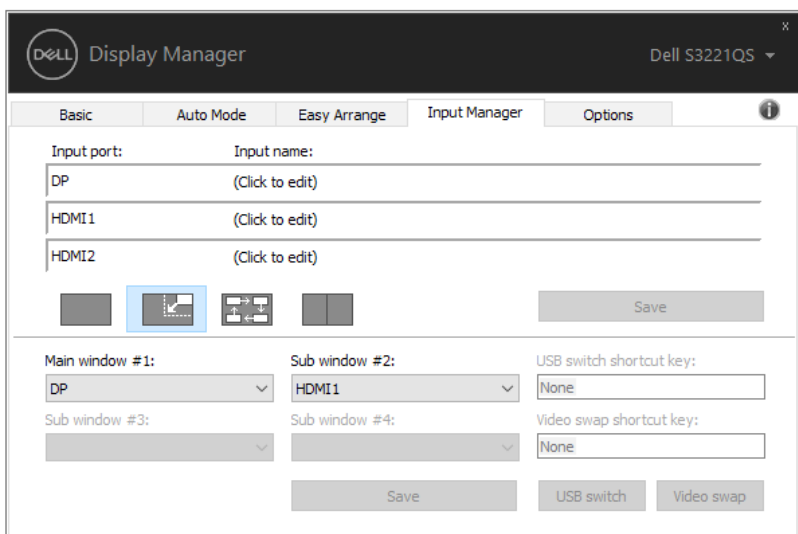 x
DELL Display Manager Dell S3221QS
Basic Auto Mode Easy Arrange Input Manager Options i
Input port: Input name:
DP (Click to edit)
HDMI1 (Click to edit)
HDMI2 (Click to edit)
Save
Main window #1: Sub window #2: USB switch shortcut key:
DP HDMI1 None
Sub window #3: Sub window #4: Video swap shortcut key:
None
Save USB switch Video swap